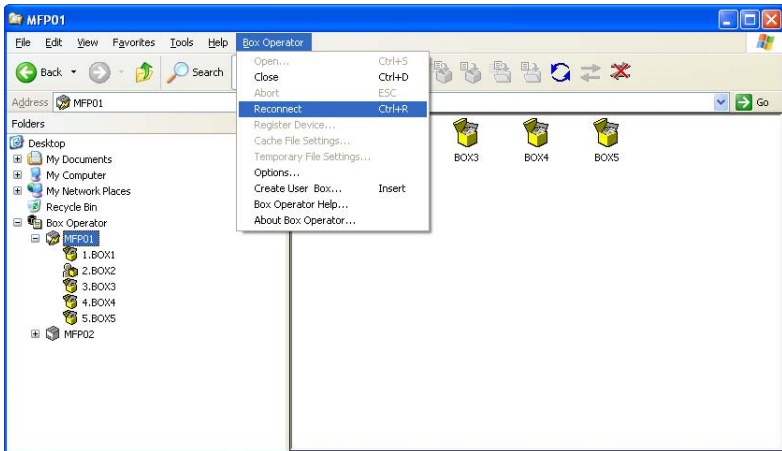 MFP01
File Edit View Favorites Tools Help Box Operator
Back Search
Address MFP01 Go
Folders
Desktop
My Documents
My Computer
My Network Places
Recycle Bin
Box Operator
MFP01
1.BOX1
2.BOX2
3.BOX3
4.BOX4
5.BOX5
MFP02
Open... Ctrl+S
Close Ctrl+D
Abort ESC
Reconnect Ctrl+R
Register Device...
Cache File Settings...
Temporary File Settings...
Options...
Create User Box... Insert
Box Operator Help...
About Box Operator...
BOX3 BOX4 BOX5